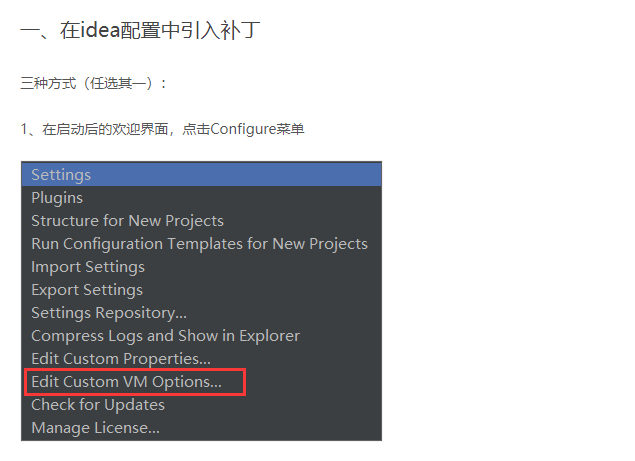 一、在idea配置中引入补丁
三种方式（任选其一）：
1、在启动后的欢迎界面，点击Configure菜单
Settings
Plugins
Structure for New Projects
Run Configuration Templates for New Projects
Import Settings
Export Settings
Settings Repository...
Compress Logs and Show in Explorer
Edit Custom Properties...
Edit Custom VM Options...
Check for Updates
Manage License...